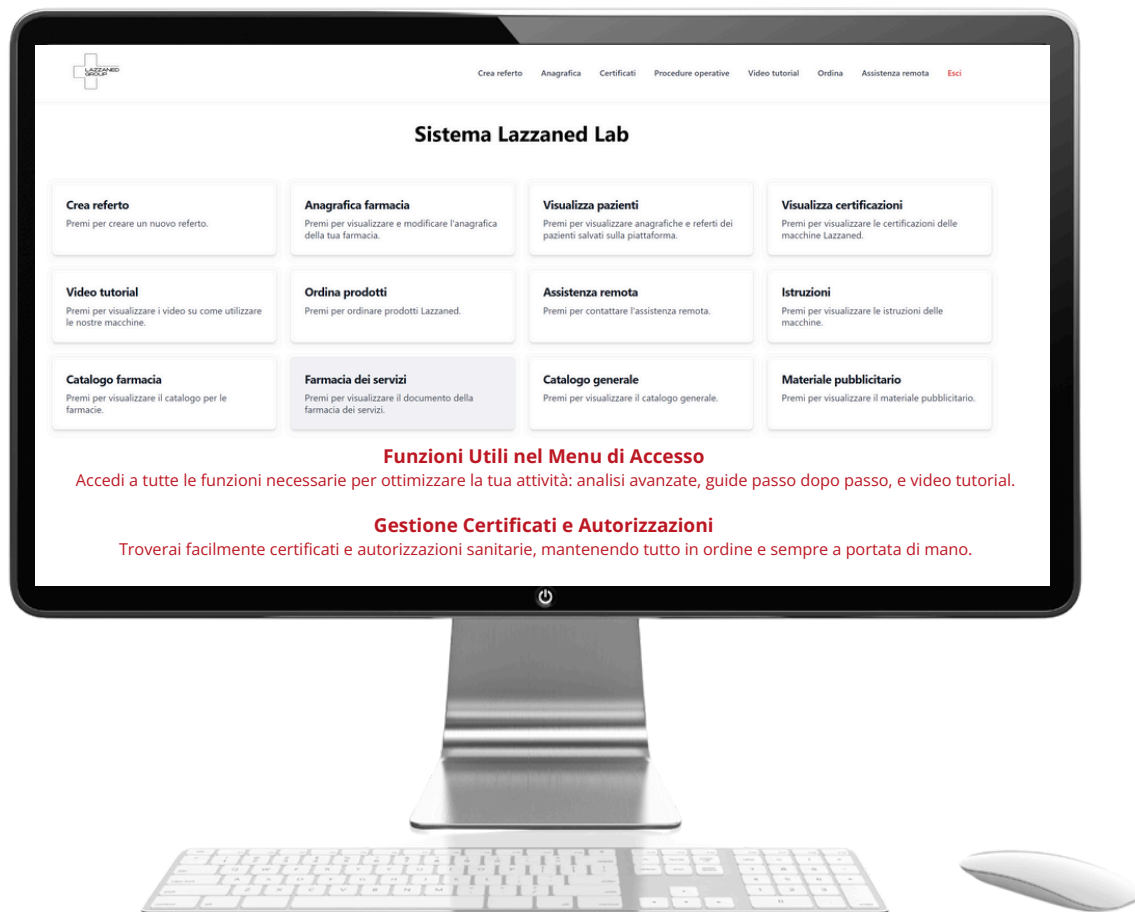 LAZZANED
GROUP
Crea referto Anagrafica Certificati Procedure operative Video tutorial Ordina Assistenza remota Esci
Sistema Lazzaned Lab
Crea referto
Premi per creare un nuovo referto.
Anagrafica farmacia
Premi per visualizzare e modificare l'anagrafica
della tua farmacia.
Visualizza pazienti
Premi per visualizzare anagrafiche e referti dei
pazienti salvati sulla piattaforma.
Visualizza certificazioni
Premi per visualizzare le certificazioni delle
macchine Lazzaned.
Video tutorial
Premi per visualizzare i video su come utilizzare
le nostre macchine.
Ordina prodotti
Premi per ordinare prodotti Lazzaned.
Assistenza remota
Premi per contattare l'assistenza remota.
Istruzioni
Premi per visualizzare le istruzioni delle
macchine.
Catalogo farmacia
Premi per visualizzare il catalogo per le
farmacie.
Farmacia dei servizi
Premi per visualizzare il documento della
farmacia dei servizi.
Catalogo generale
Premi per visualizzare il catalogo generale.
Materiale pubblicitario
Premi per visualizzare il materiale pubblicitario.
Funzioni Utili nel Menu di Accesso
Accedi a tutte le funzioni necessarie per ottimizzare la tua attività: analisi avanzate, guide passo dopo passo, e video tutorial.
Gestione Certificati e Autorizzazioni
Troverai facilmente certificati e autorizzazioni sanitarie, mantenendo tutto in ordine e sempre a portata di mano.